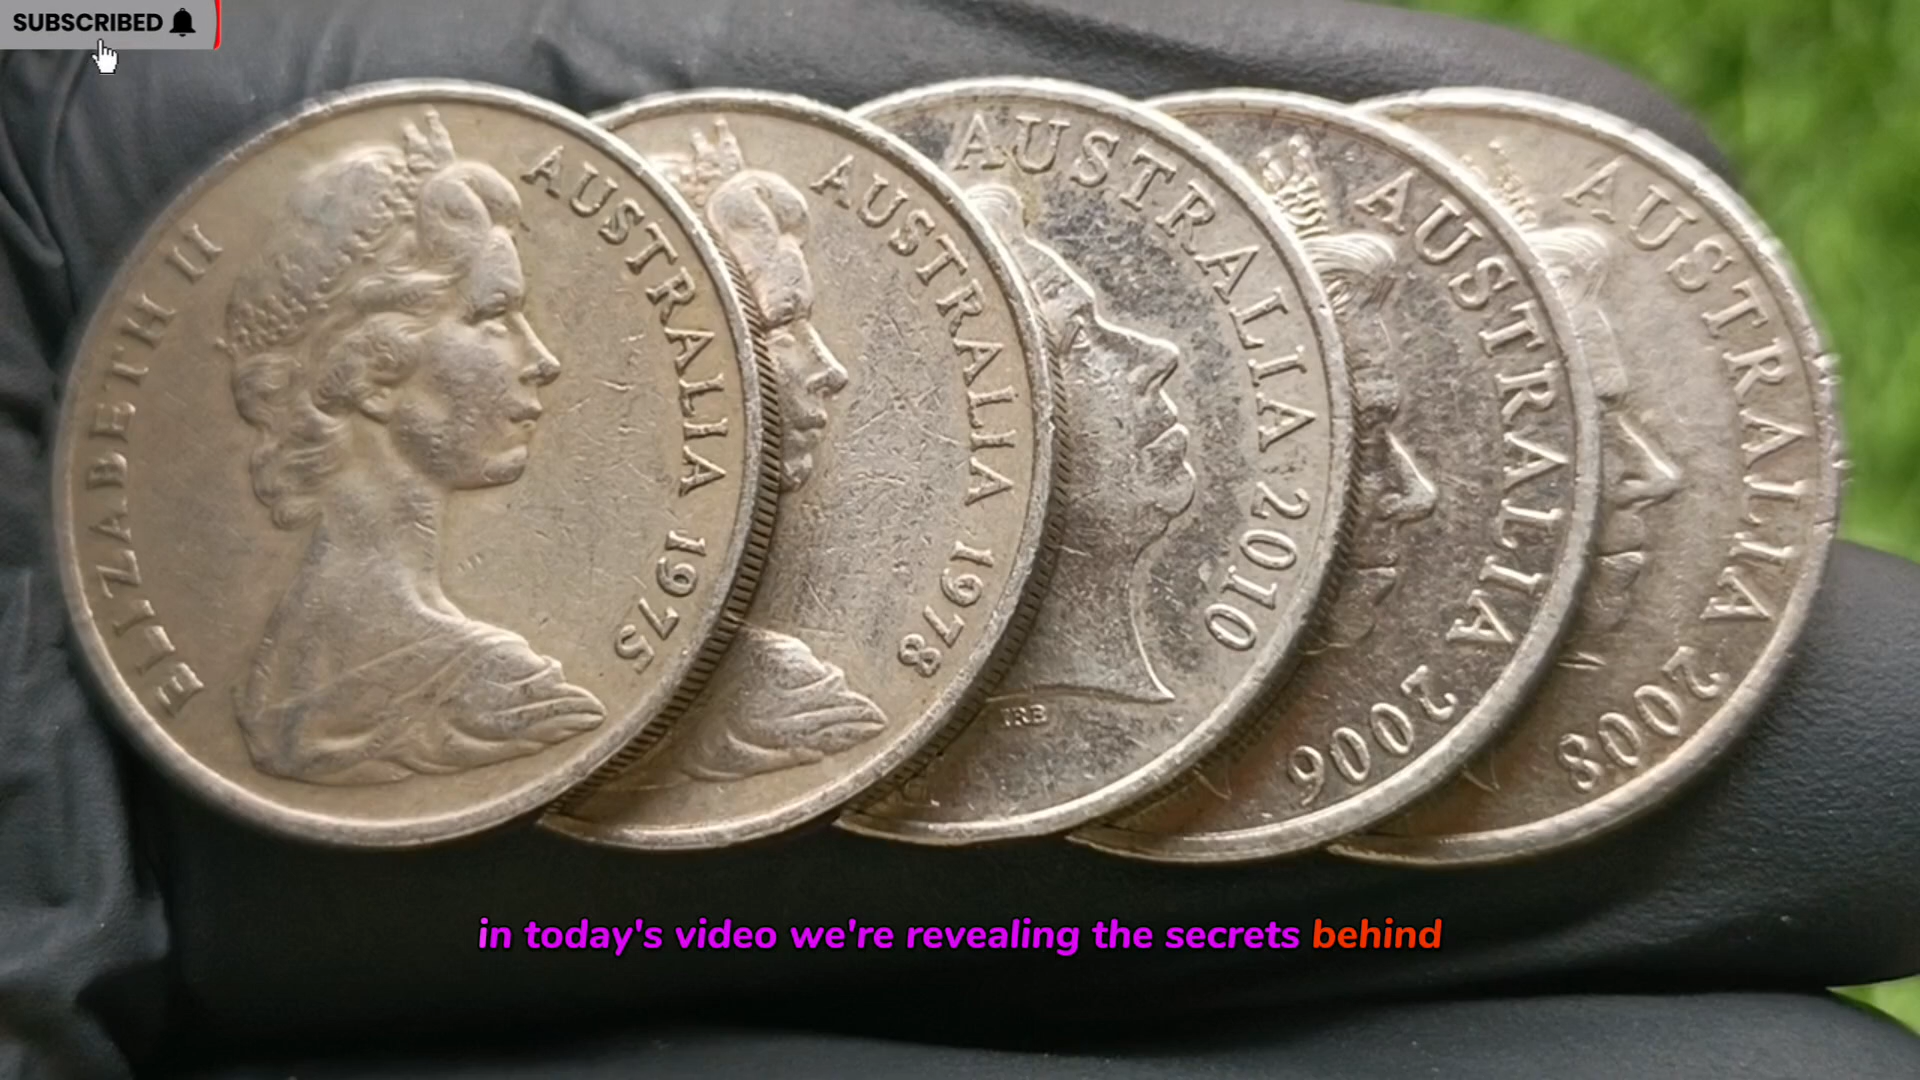 SUBSCRIBED
ELIZABETH II
AUSTRALIA 1975
AUSTRALIA 1978
AUSTRALIA 2010
IRB
AUSTRALIA 2006
AUSTRALIA 2008
in today's video we're revealing the secrets behind